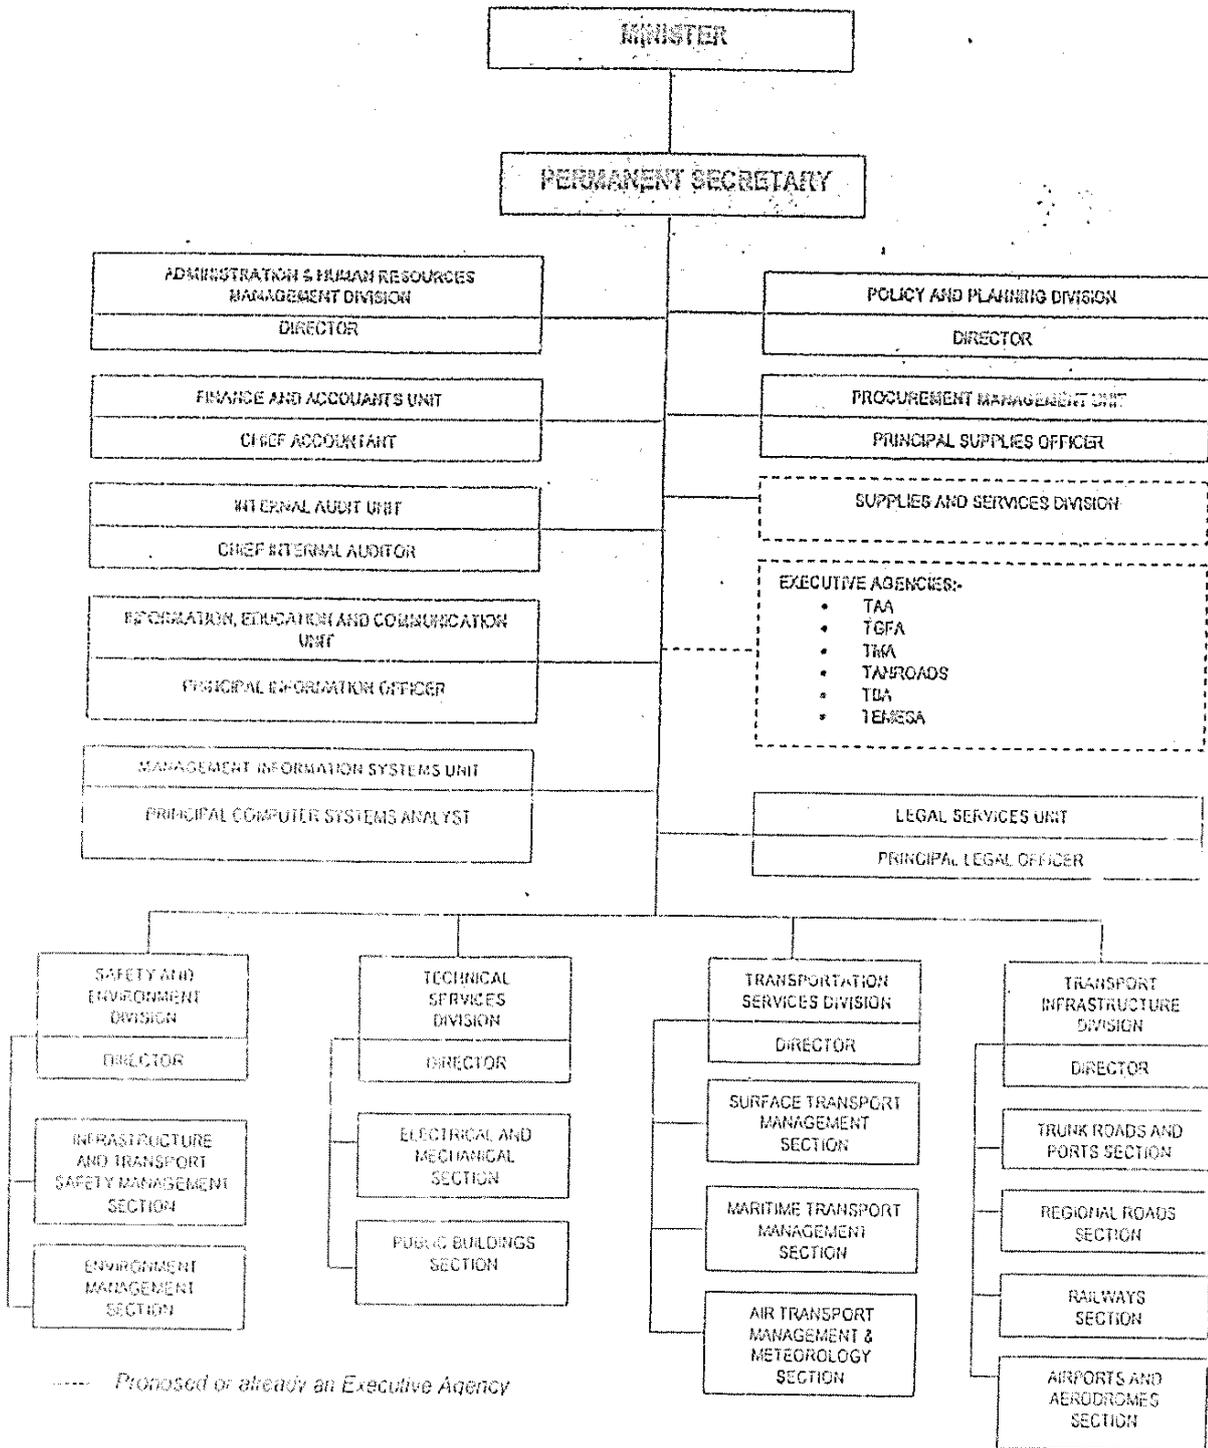 MINISTER
PERMANENT SECRETARY
ADMINISTRATION & HUMAN RESOURCES
MANAGEMENT DIVISION
DIRECTOR
FINANCE AND ACCOUANTS UNIT
CHIEF ACCOUNTANT
INTERNAL AUDIT UNIT
CHIEF INTERNAL AUDITOR
INFORMATION, EDUCATION AND COMMUNICATION
UNIT
PRINCIPAL INFORMATION OFFICER
MANAGEMENT INFORMATION SYSTEMS UNIT
PRINCIPAL COMPUTER SYSTEMS ANALYST
POLICY AND PLANNING DIVISION
DIRECTOR
PROCUREMENT MANAGEMENT UNIT
PRINCIPAL SUPPLIES OFFICER
SUPPLIES AND SERVICES DIVISION
EXECUTIVE AGENCIES:-
• TAA
• TGFA
• TMA
• TANROADS
• TBA
• TEMESA
LEGAL SERVICES UNIT
PRINCIPAL LEGAL OFFICER
SAFETY AND
ENVIRONMENT
DIVISION
DIRECTOR
INFRASTRUCTURE
AND TRANSPORT
SAFETY MANAGEMENT
SECTION
ENVIRONMENT
MANAGEMENT
SECTION
TECHNICAL
SERVICES
DIVISION
DIRECTOR
ELECTRICAL AND
MECHANICAL
SECTION
PUBLIC BUILDINGS
SECTION
TRANSPORTATION
SERVICES DIVISION
DIRECTOR
SURFACE TRANSPORT
MANAGEMENT
SECTION
MARITIME TRANSPORT
MANAGEMENT
SECTION
AIR TRANSPORT
MANAGEMENT &
METEOROLOGY
SECTION
TRANSPORT
INFRASTRUCTURE
DIVISION
DIRECTOR
TRUNK ROADS AND
PORTS SECTION
REGIONAL ROADS
SECTION
RAILWAYS
SECTION
AIRPORTS AND
AERODROMES
SECTION
----- Proposed or already an Executive Agency